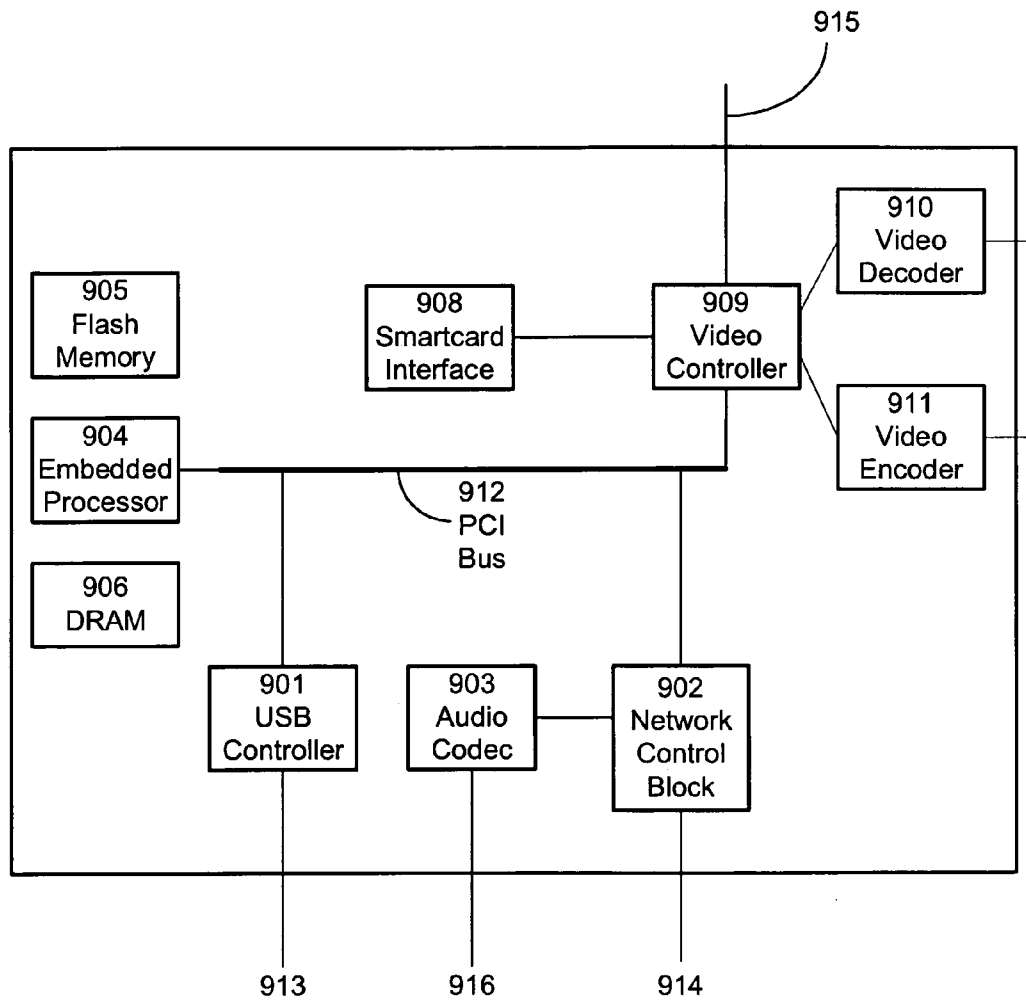 915
910
Video
Decoder
905
Flash
Memory
908
Smartcard
Interface
909
Video
Controller
911
Video
Encoder
904
Embedded
Processor
912
PCI
Bus
906
DRAM
901
USB
Controller
903
Audio
Codec
902
Network
Control
Block
913
916
914